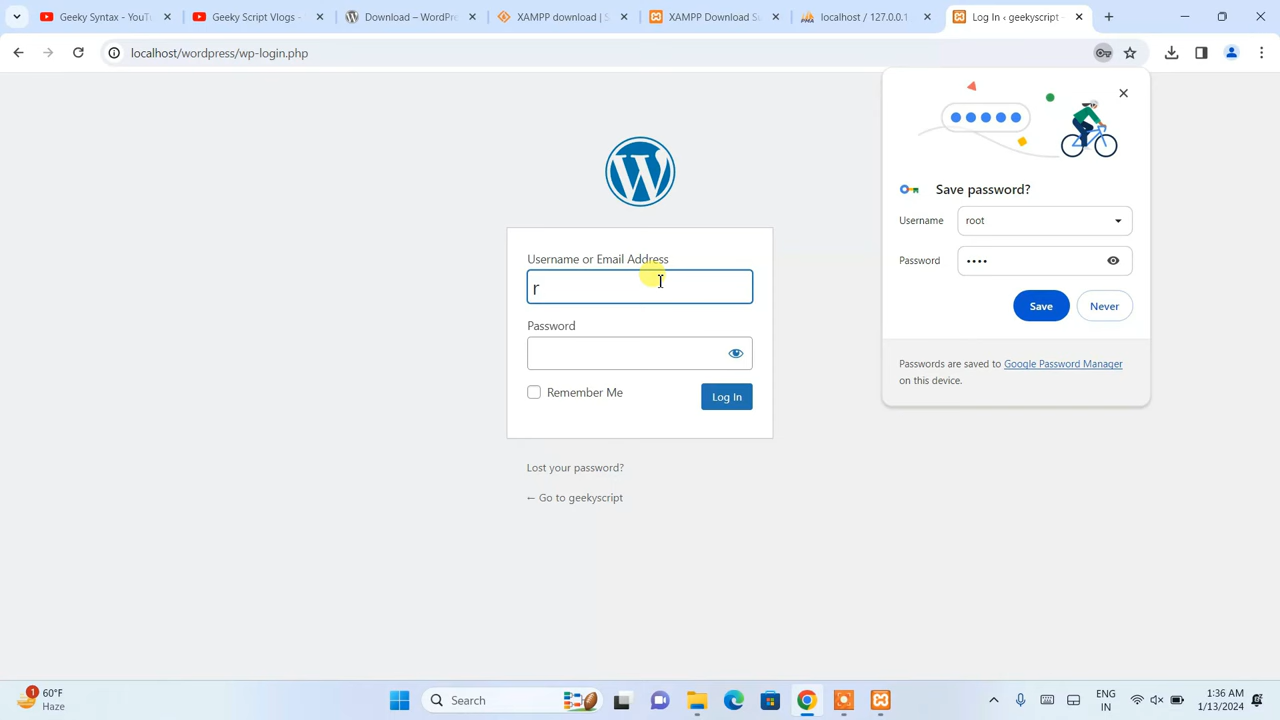 Geeky Syntax - YouT
Geeky Script Vlogs -
Download – WordPre
XAMPP download | S
XAMPP Download Su
localhost / 127.0.0.1
Log In ‹ geekyscript –
localhost/wordpress/wp-login.php
Save password?
Username
root
Password
••••
Save
Never
Passwords are saved to Google Password Manager
on this device.
Username or Email Address
r
Password
Remember Me
Log In
Lost your password?
← Go to geekyscript
1
60°F
Haze
Search
ENG
IN
1:36 AM
1/13/2024